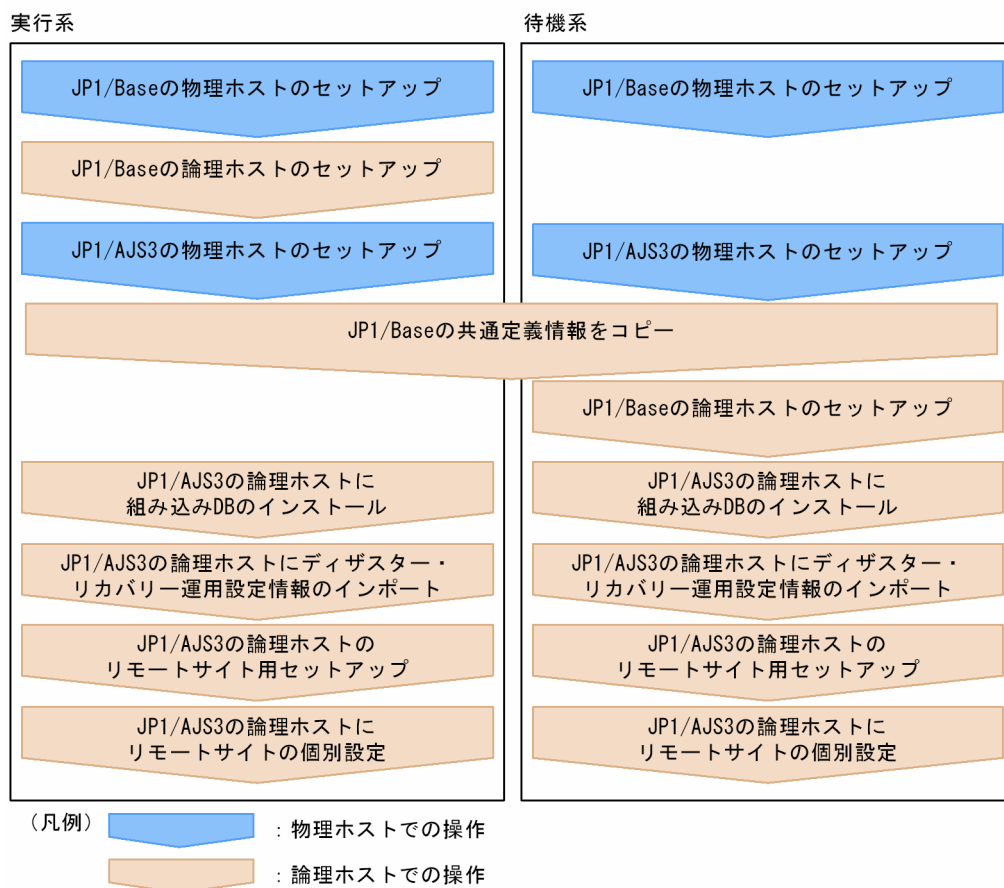 実行系
待機系
JP1/Baseの物理ホストのセットアップ
JP1/Baseの物理ホストのセットアップ
JP1/Baseの論理ホストのセットアップ
JP1/AJS3の物理ホストのセットアップ
JP1/AJS3の物理ホストのセットアップ
JP1/Baseの共通定義情報をコピー
JP1/Baseの論理ホストのセットアップ
JP1/AJS3の論理ホストに
組み込みDBのインストール
JP1/AJS3の論理ホストに
組み込みDBのインストール
JP1/AJS3の論理ホストにディザスター・
リカバリー運用設定情報のインポート
JP1/AJS3の論理ホストにディザスター・
リカバリー運用設定情報のインポート
JP1/AJS3の論理ホストの
リモートサイト用セットアップ
JP1/AJS3の論理ホストの
リモートサイト用セットアップ
JP1/AJS3の論理ホストに
リモートサイトの個別設定
JP1/AJS3の論理ホストに
リモートサイトの個別設定
（凡例）
：物理ホストでの操作
：論理ホストでの操作